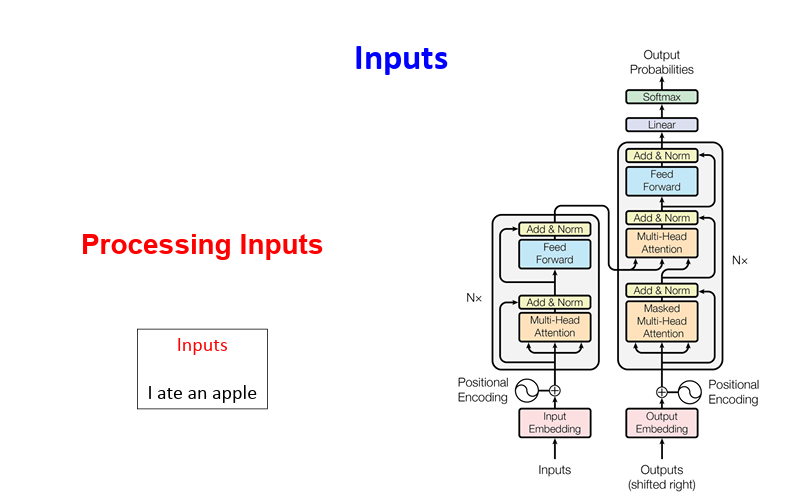 Inputs
Processing Inputs
Inputs
I ate an apple
Output
Probabilities
Softmax
Linear
Add & Norm
Feed
Forward
Add & Norm
Multi-Head
Attention
Add & Norm
Masked
Multi-Head
Attention
N×
Add & Norm
Feed
Forward
Add & Norm
Multi-Head
Attention
N×
Positional
Encoding
Positional
Encoding
Input
Embedding
Output
Embedding
Inputs
Outputs
(shifted right)